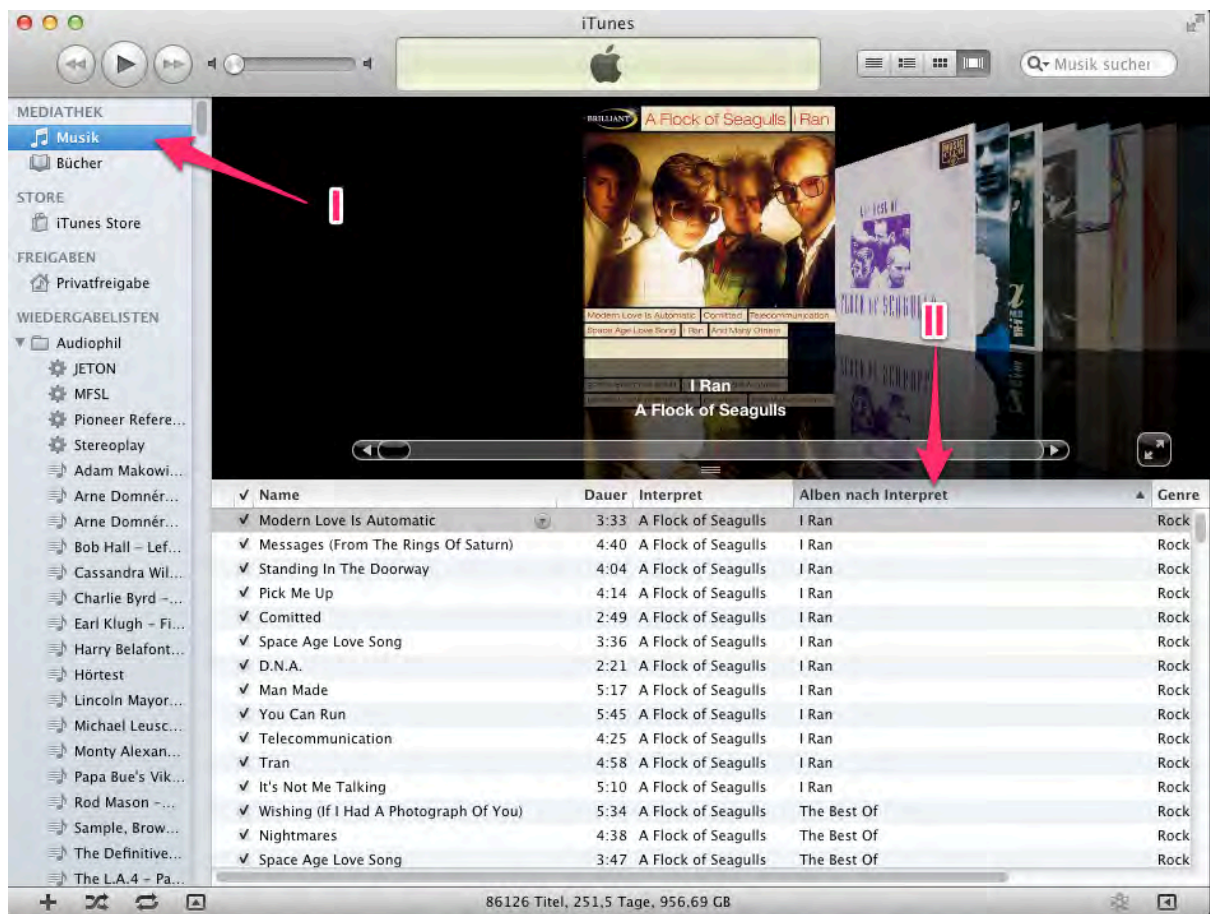 iTunes
Musik sucher
MEDIATHEK
Musik
Bücher
STORE
iTunes Store
FREIGABEN
Privatfreigabe
WIEDERGABELISTEN
Audiophil
JETON
MFSL
Pioneer Refere...
Stereoplay
Adam Makowi...
Arne Domnér...
Arne Domnér...
Bob Hall – Lef...
Cassandra Wil...
Charlie Byrd –...
Earl Klugh – Fi...
Harry Belafont...
Hörtest
Lincoln Mayor...
Michael Leusc...
Monty Alexan...
Papa Bue's Vik...
Rod Mason –...
Sample, Brow...
The Definitive...
The L.A.4 – Pa...
I
II
BRILLIANT
A Flock of Seagulls I Ran
Modern Love Is Automatic Comitted Telecommunication
Space Age Love Song I Ran And Many Others
the best of
A FLOCK OF SEAGULLS
I Ran
A Flock of Seagulls
✓ Name Dauer Interpret Alben nach Interpret Genre
✓ Modern Love Is Automatic 3:33 A Flock of Seagulls I Ran Rock
✓ Messages (From The Rings Of Saturn) 4:40 A Flock of Seagulls I Ran Rock
✓ Standing In The Doorway 4:04 A Flock of Seagulls I Ran Rock
✓ Pick Me Up 4:14 A Flock of Seagulls I Ran Rock
✓ Comitted 2:49 A Flock of Seagulls I Ran Rock
✓ Space Age Love Song 3:36 A Flock of Seagulls I Ran Rock
✓ D.N.A. 2:21 A Flock of Seagulls I Ran Rock
✓ Man Made 5:17 A Flock of Seagulls I Ran Rock
✓ You Can Run 5:45 A Flock of Seagulls I Ran Rock
✓ Telecommunication 4:25 A Flock of Seagulls I Ran Rock
✓ Tran 4:58 A Flock of Seagulls I Ran Rock
✓ It's Not Me Talking 5:10 A Flock of Seagulls I Ran Rock
✓ Wishing (If I Had A Photograph Of You) 5:34 A Flock of Seagulls The Best Of Rock
✓ Nightmares 4:38 A Flock of Seagulls The Best Of Rock
✓ Space Age Love Song 3:47 A Flock of Seagulls The Best Of Rock
86126 Titel, 251,5 Tage, 956,69 GB